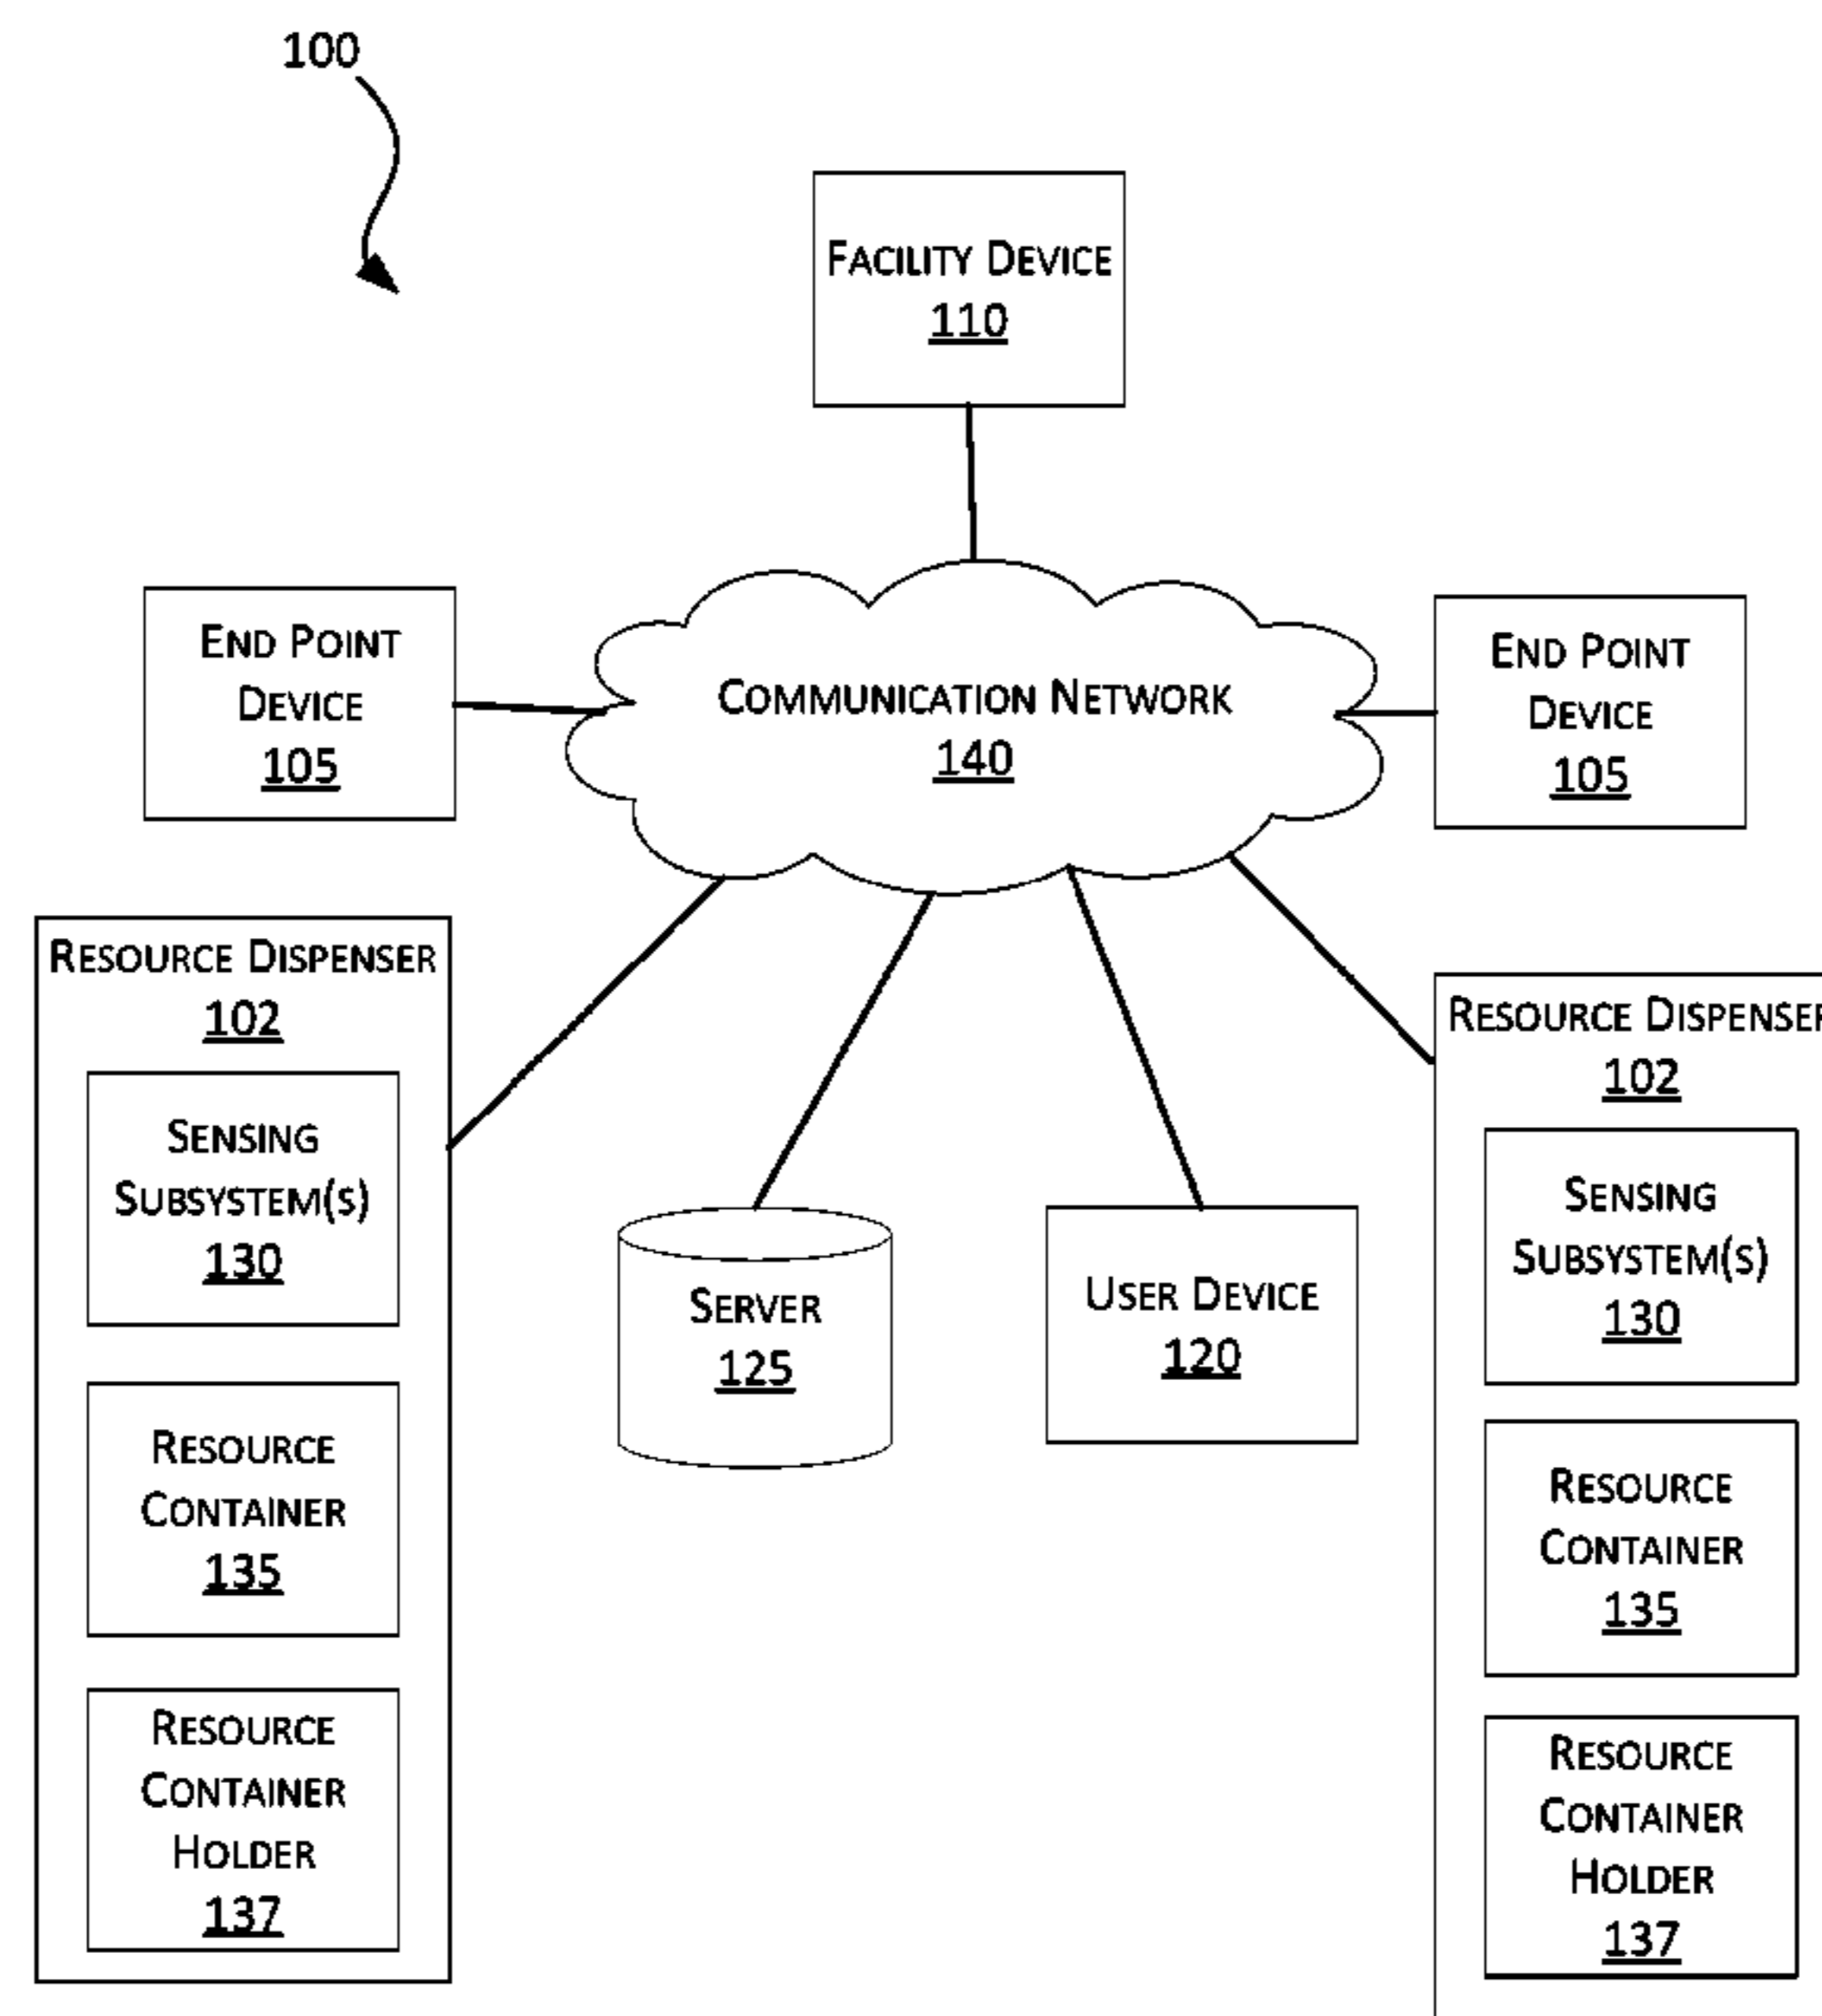 100
FACILITY DEVICE
110
END POINT
DEVICE
105
COMMUNICATION NETWORK
140
END POINT
DEVICE
105
RESOURCE DISPENSER
102
SENSING
SUBSYSTEM(S)
130
RESOURCE
CONTAINER
135
RESOURCE
CONTAINER
HOLDER
137
SERVER
125
USER DEVICE
120
RESOURCE DISPENSER
102
SENSING
SUBSYSTEM(S)
130
RESOURCE
CONTAINER
135
RESOURCE
CONTAINER
HOLDER
137